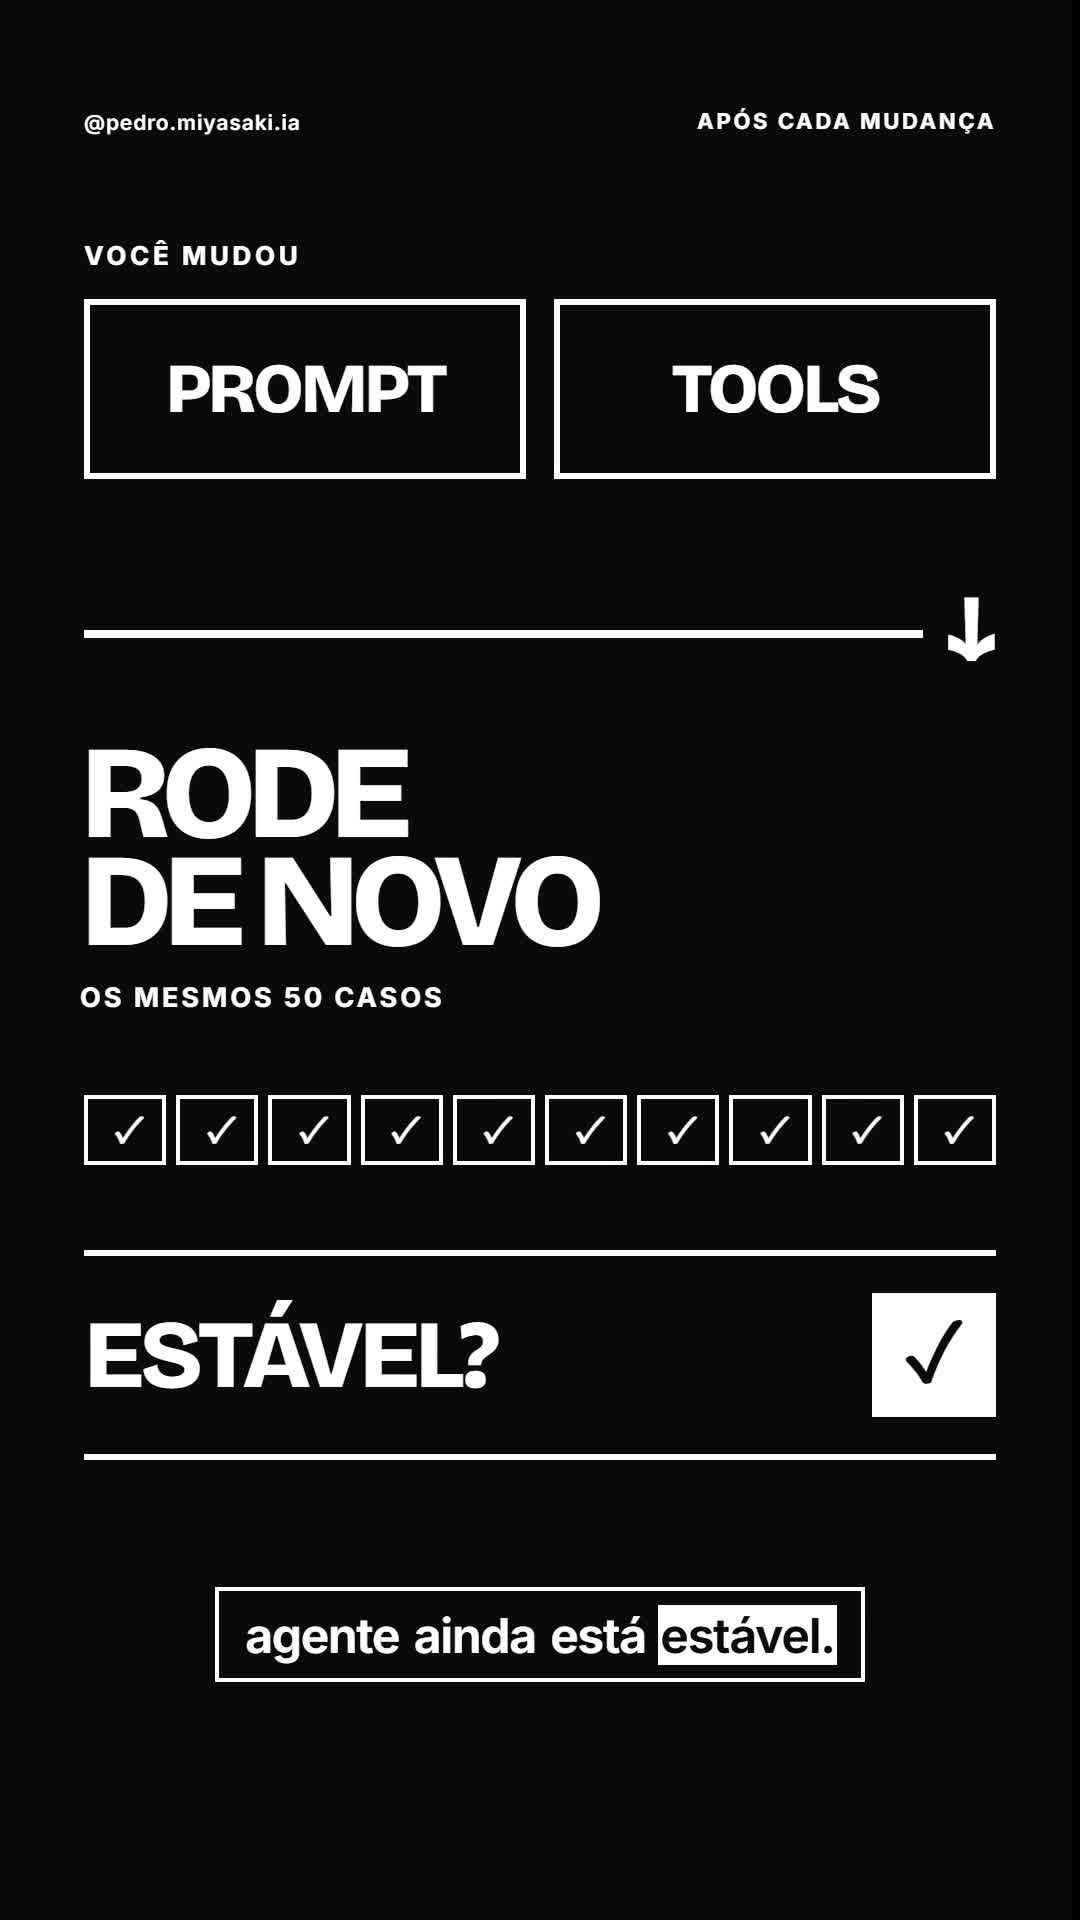 @pedro.miyasaki.ia
APÓS CADA MUDANÇA
VOCÊ MUDOU
PROMPT
TOOLS
↓
RODE
DE NOVO
OS MESMOS 50 CASOS
✓ ✓ ✓ ✓ ✓ ✓ ✓ ✓ ✓ ✓
ESTÁVEL? ✓
agente ainda está estável.